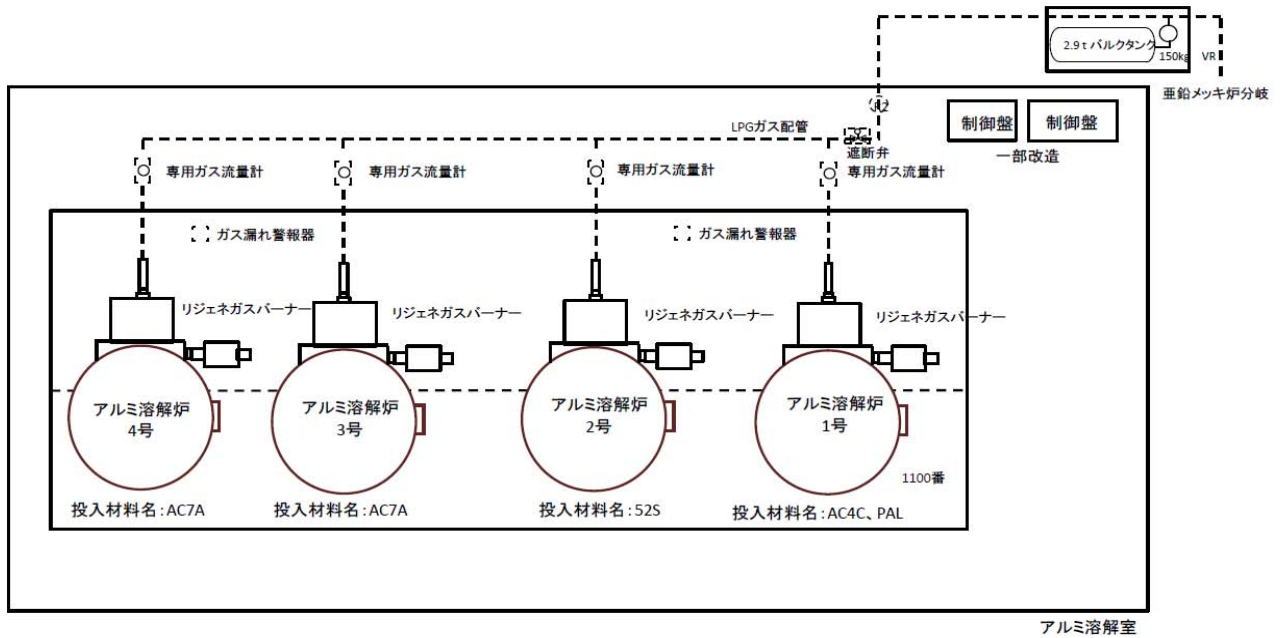 2.9tバルクタンク
150kg
VR
亜鉛メッキ炉分岐
制御盤
制御盤
一部改造
LPGガス配管
遮断弁
専用ガス流量計
専用ガス流量計
専用ガス流量計
専用ガス流量計
ガス漏れ警報器
ガス漏れ警報器
リジェネガスバーナー
リジェネガスバーナー
リジェネガスバーナー
リジェネガスバーナー
アルミ溶解炉
4号
アルミ溶解炉
3号
アルミ溶解炉
2号
アルミ溶解炉
1号
1100番
投入材料名:AC7A
投入材料名:AC7A
投入材料名:52S
投入材料名:AC4C、PAL
アルミ溶解室